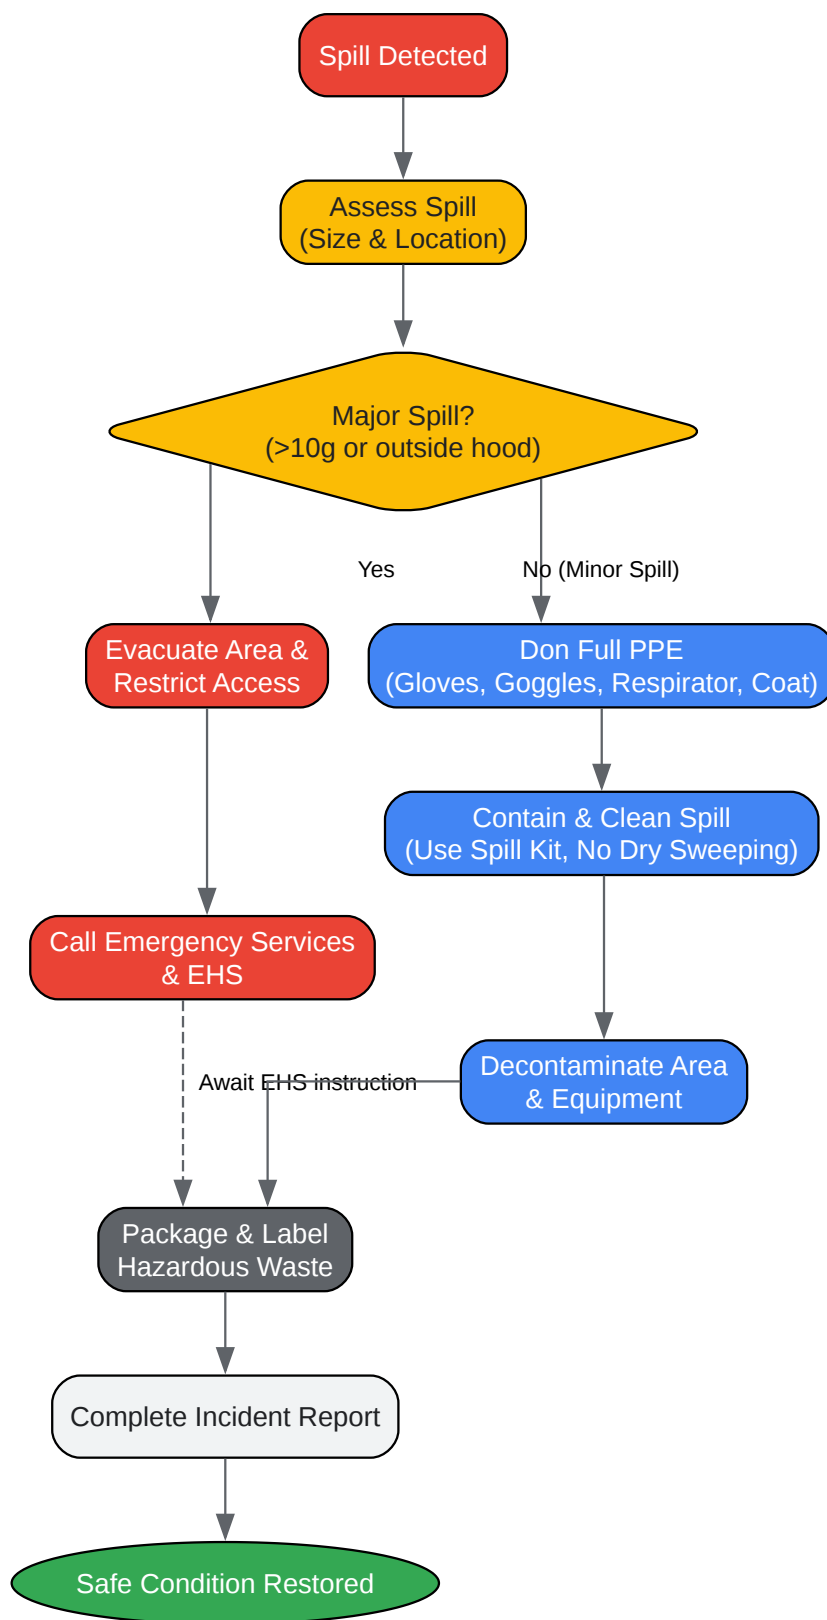 Spill Detected
Assess Spill
(Size & Location)
Major Spill?
(>10g or outside hood)
Yes
No (Minor Spill)
Evacuate Area &
Restrict Access
Don Full PPE
(Gloves, Goggles, Respirator, Coat)
Contain & Clean Spill
(Use Spill Kit, No Dry Sweeping)
Call Emergency Services
& EHS
Decontaminate Area
& Equipment
Await EHS instruction
Package & Label
Hazardous Waste
Complete Incident Report
Safe Condition Restored